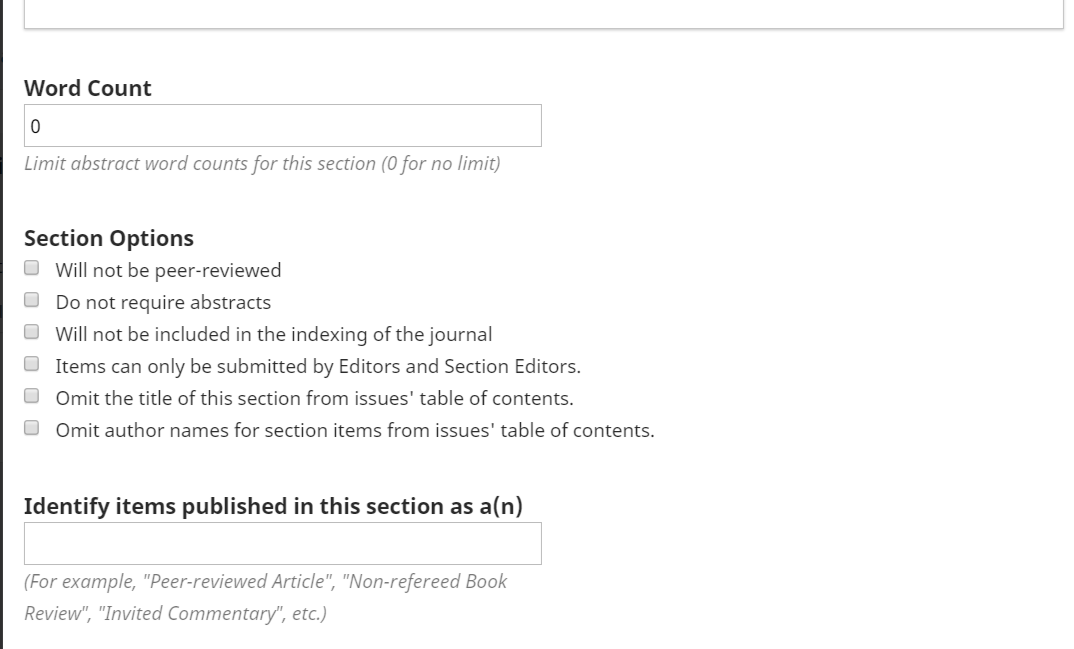 Word Count
0
Limit abstract word counts for this section (0 for no limit)
Section Options
Will not be peer-reviewed
Do not require abstracts
Will not be included in the indexing of the journal
Items can only be submitted by Editors and Section Editors.
Omit the title of this section from issues' table of contents.
Omit author names for section items from issues' table of contents.
Identify items published in this section as a(n)
(For example, "Peer-reviewed Article", "Non-refereed Book
Review", "Invited Commentary", etc.)